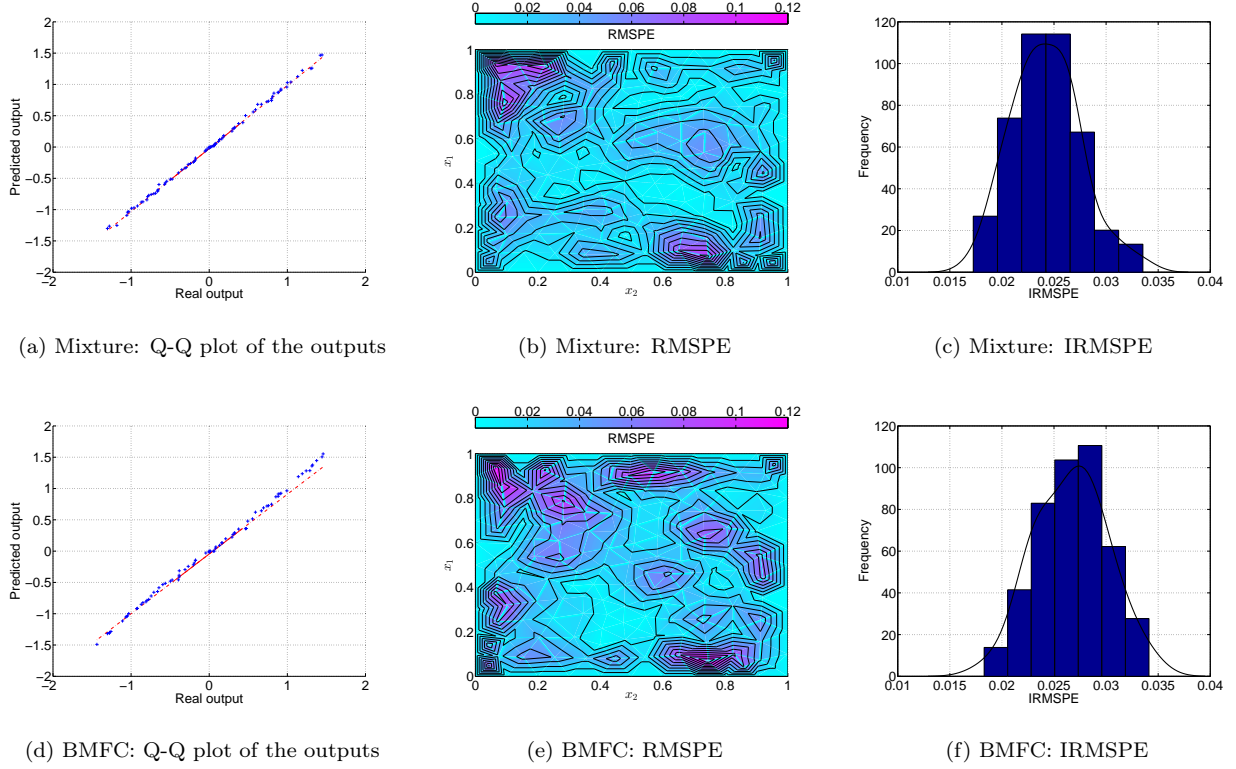 2
1.5
1
0.5
0
−0.5
−1
−1.5
−2
−2 −1 0 1 2
Predicted output
Real output
(a) Mixture: Q-Q plot of the outputs
0 0.02 0.04 0.06 0.08 0.1 0.12
RMSPE
1
0.8
0.6
0.4
0.2
0
0 0.2 0.4 0.6 0.8 1
x1
x2
(b) Mixture: RMSPE
120
100
80
60
40
20
0
0.01 0.015 0.02 0.025 0.03 0.035 0.04
Frequency
IRMSPE
(c) Mixture: IRMSPE
2
1.5
1
0.5
0
−0.5
−1
−1.5
−2
−2 −1 0 1 2
Predicted output
Real output
(d) BMFC: Q-Q plot of the outputs
0 0.02 0.04 0.06 0.08 0.1 0.12
RMSPE
1
0.8
0.6
0.4
0.2
0
0 0.2 0.4 0.6 0.8 1
x1
x2
(e) BMFC: RMSPE
120
100
80
60
40
20
0
0.01 0.015 0.02 0.025 0.03 0.035 0.04
Frequency
IRMSPE
(f) BMFC: IRMSPE